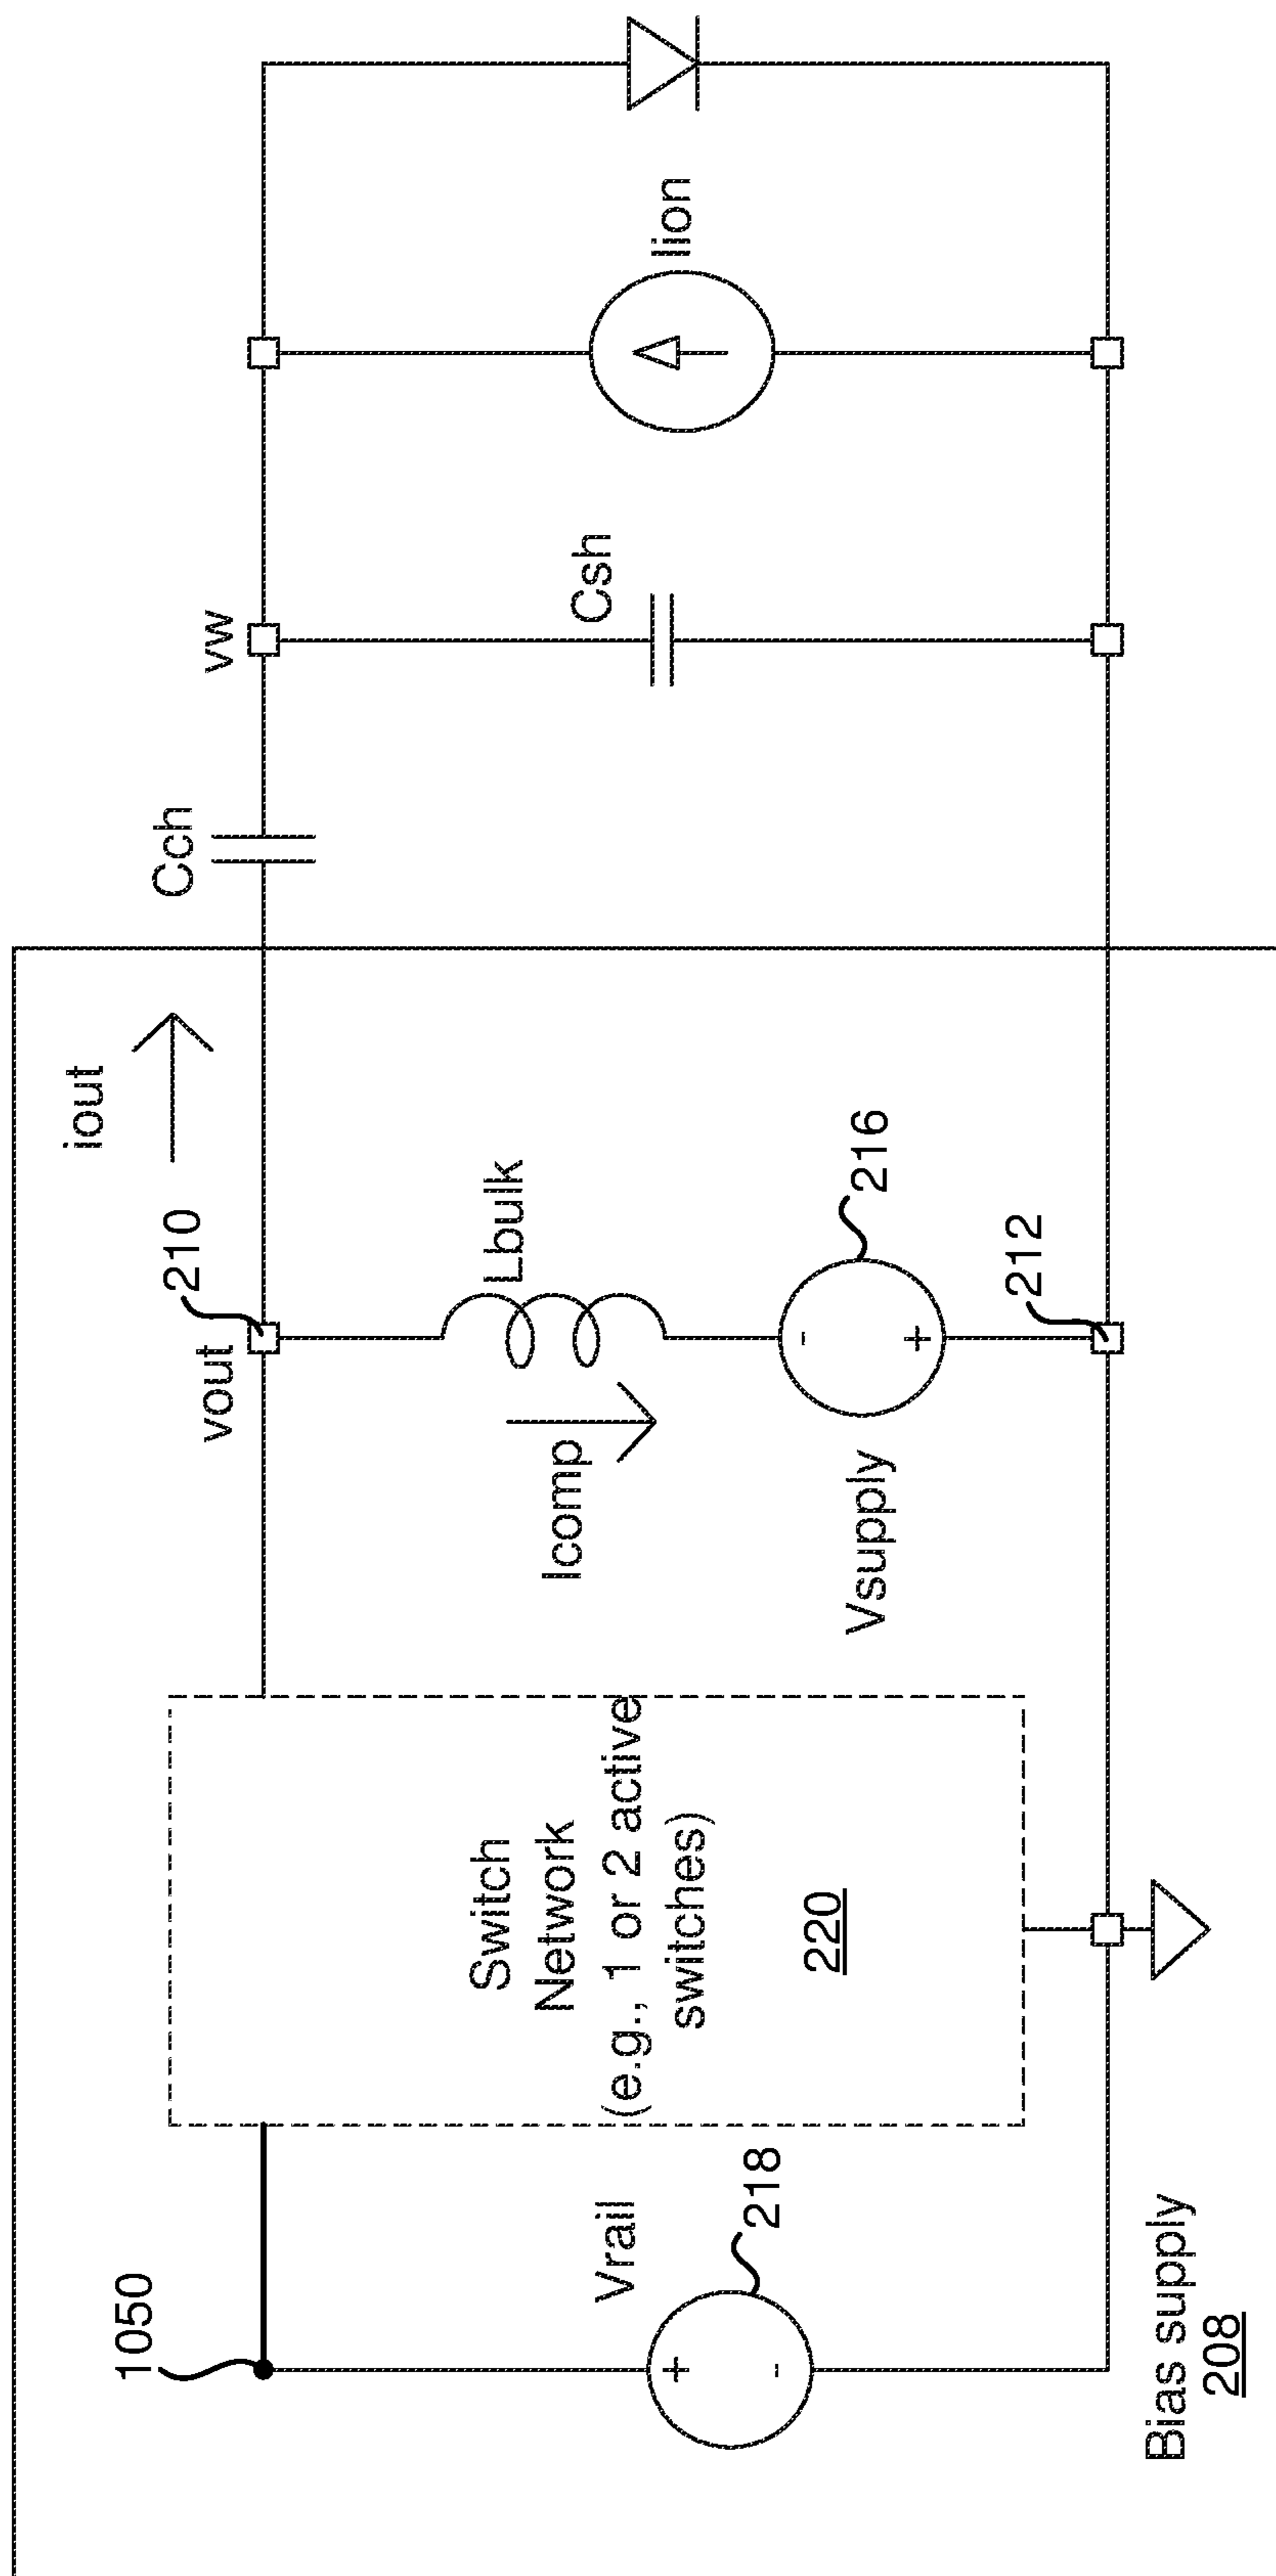 1050
Vrail
218
Bias supply
208
Switch
Network
(e.g., 1 or 2 active
switches)
220
vout
210
iout
Icomp
Lbulk
Vsupply
216
-
+
212
+
-
Cch
vw
Csh
Iion